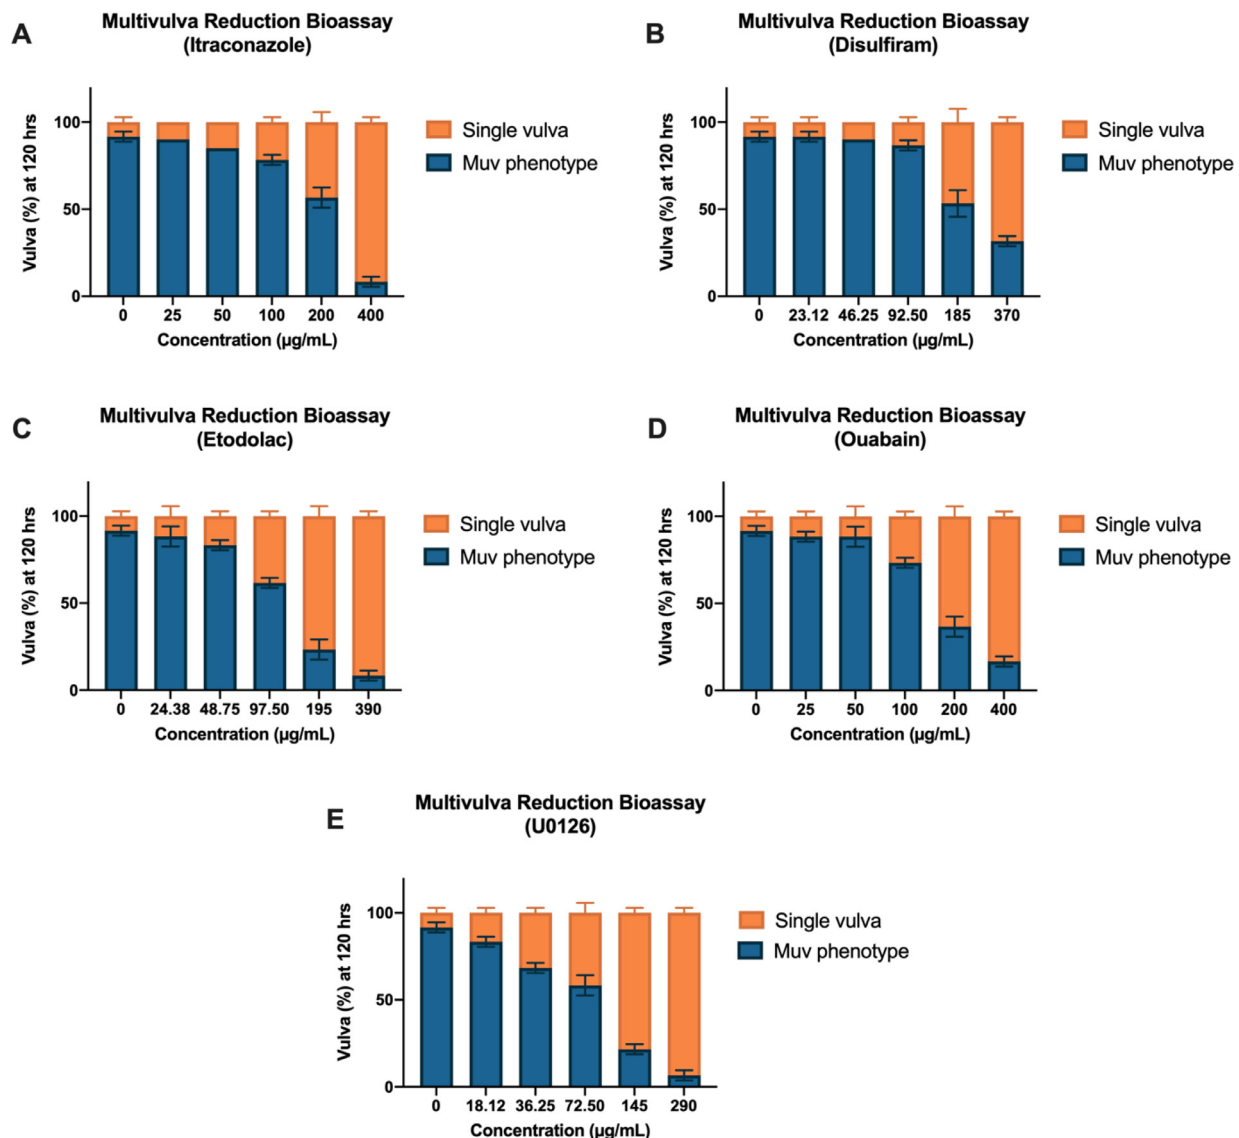 A
Multivulva Reduction Bioassay
(Itraconazole)
Vulva (%) at 120 hrs
100
50
0
0 25 50 100 200 400
Concentration (µg/mL)
Single vulva
Muv phenotype
B
Multivulva Reduction Bioassay
(Disulfiram)
Vulva (%) at 120 hrs
100
50
0
0 23.12 46.25 92.50 185 370
Concentration (µg/mL)
Single vulva
Muv phenotype
C
Multivulva Reduction Bioassay
(Etodolac)
Vulva (%) at 120 hrs
100
50
0
0 24.38 48.75 97.50 195 390
Concentration (µg/mL)
Single vulva
Muv phenotype
D
Multivulva Reduction Bioassay
(Ouabain)
Vulva (%) at 120 hrs
100
50
0
0 25 50 100 200 400
Concentration (µg/mL)
Single vulva
Muv phenotype
E
Multivulva Reduction Bioassay
(U0126)
Vulva (%) at 120 hrs
100
50
0
0 18.12 36.25 72.50 145 290
Concentration (µg/mL)
Single vulva
Muv phenotype